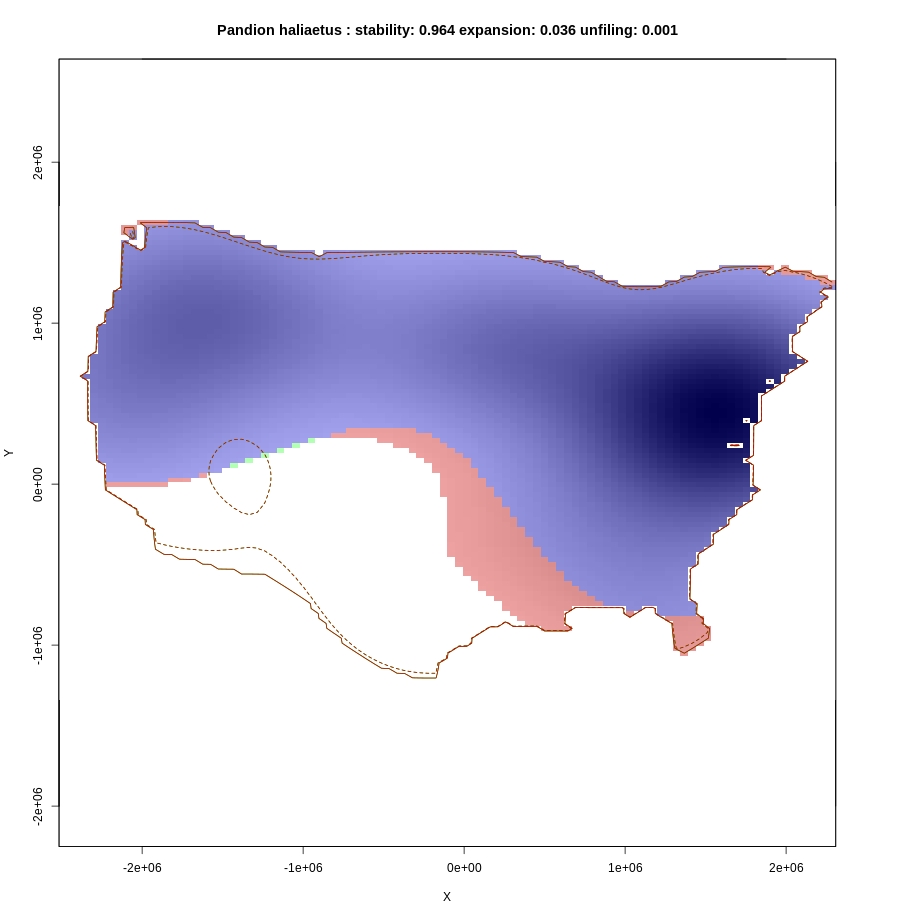 Pandion haliaetus : stability: 0.964 expansion: 0.036 unfiling: 0.001
2e+06
1e+06
0e+00
-1e+06
-2e+06
Y
-2e+06 -1e+06 0e+00 1e+06 2e+06
X